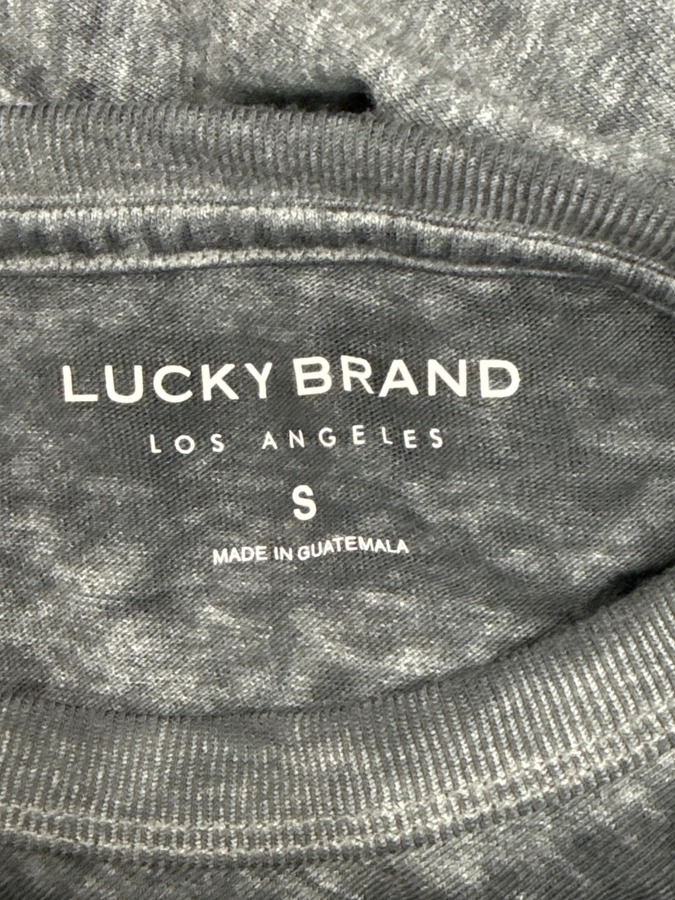 LUCKY BRAND
LOS ANGELES
S
MADE IN GUATEMALA